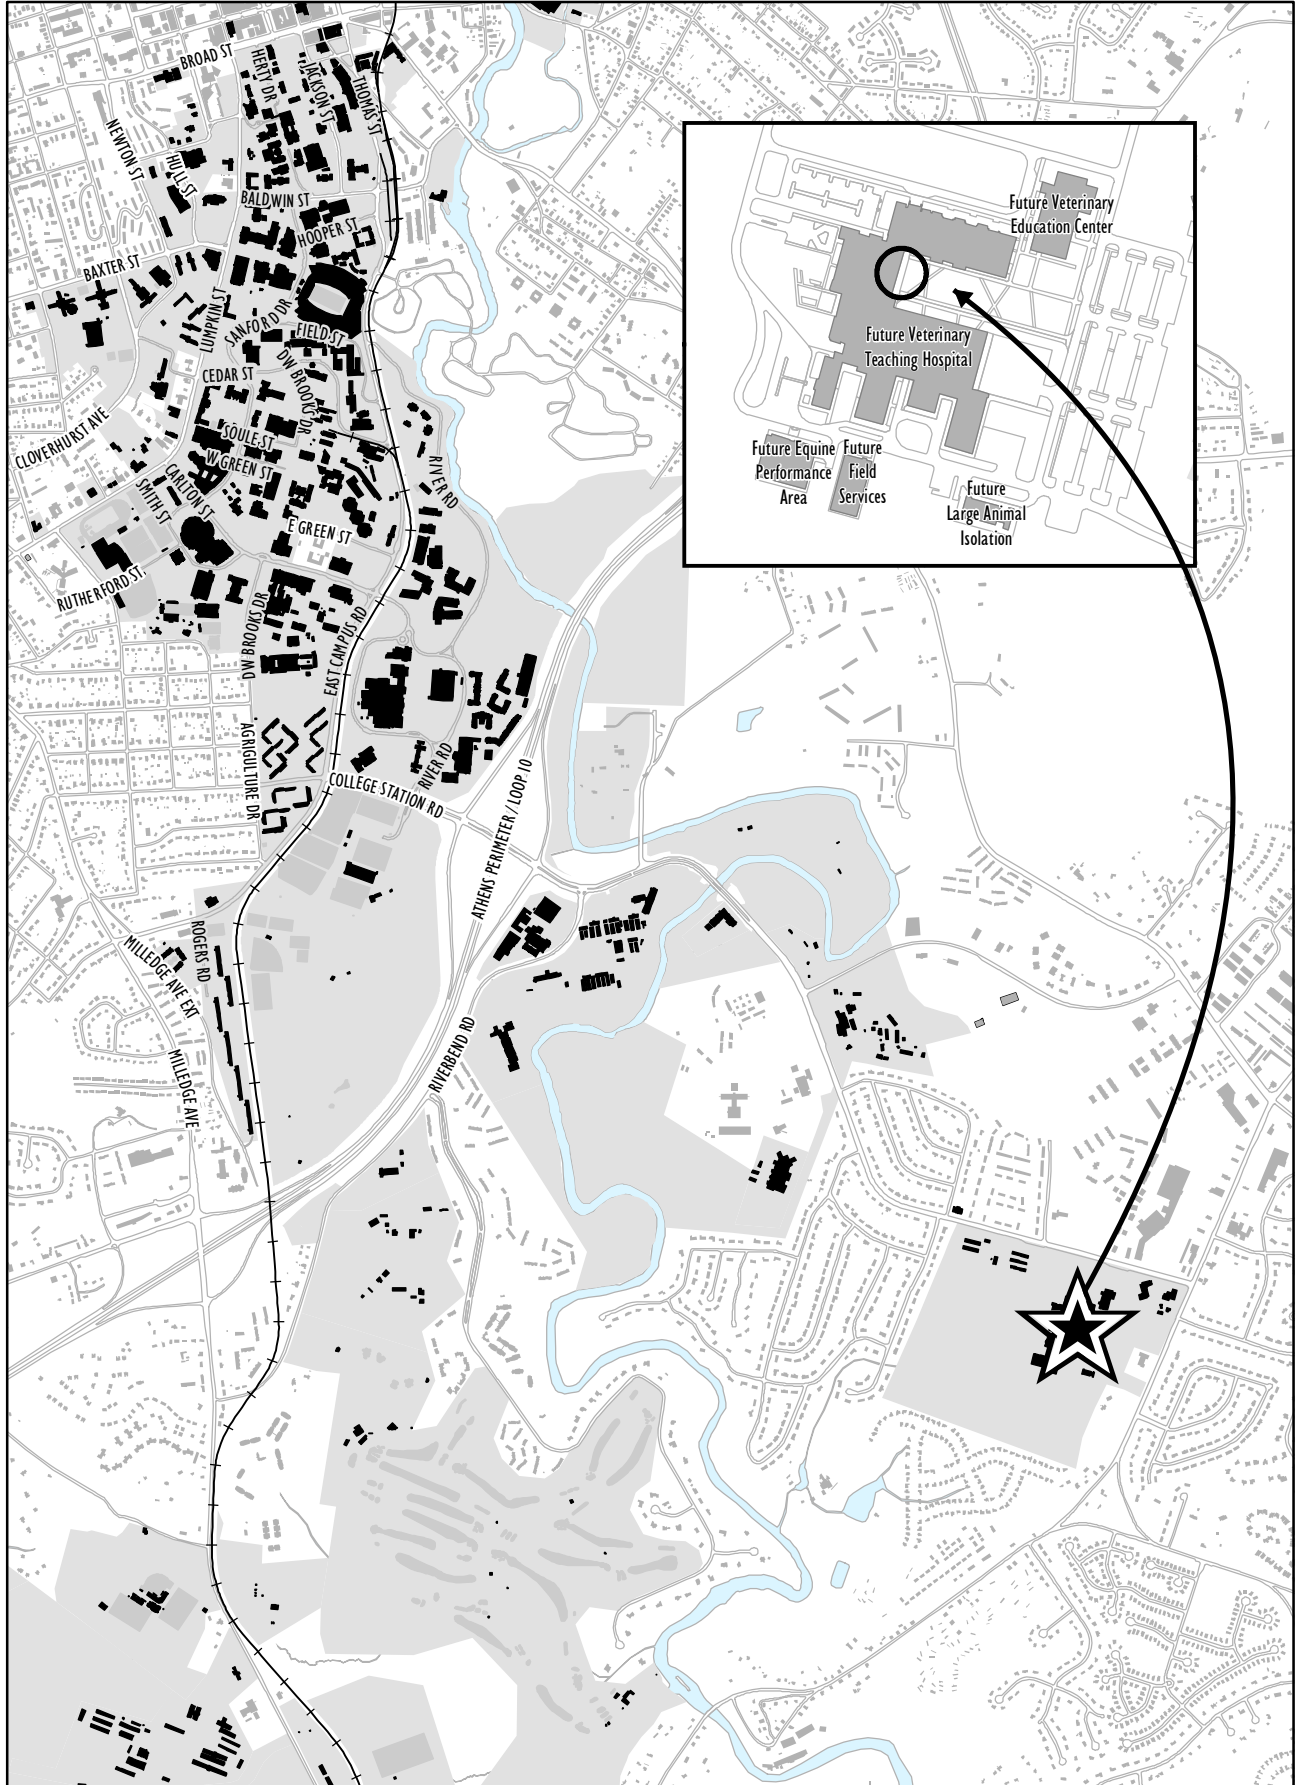 BROAD ST
HERTY DR
JACKSON ST
THOMAS ST
NEWTON ST
HULL ST
BALDWIN ST
HOOPER ST
BAXTER ST
LUMPKIN ST
SANFORD DR
FIELD ST
CEDAR ST
DW BROOKS DR
CLOVERHURST AVE
SOULE ST
W GREEN ST
CARLTON ST
SMITH ST
RIVER RD
E GREEN ST
RUTHERFORD ST.
DW BROOKS DR
EAST CAMPUS RD
AGRIGULTURE DR
RIVER RD
COLLEGE STATION RD
ATHENS PERIMETER / LOOP 10
ROGERS RD
MILLEDGE AVE EXT
MILLEDGE AVE
RIVERBEND RD
Future Veterinary
Education Center
Future Veterinary
Teaching Hospital
Future Equine
Performance
Area
Future
Field
Services
Future
Large Animal
Isolation